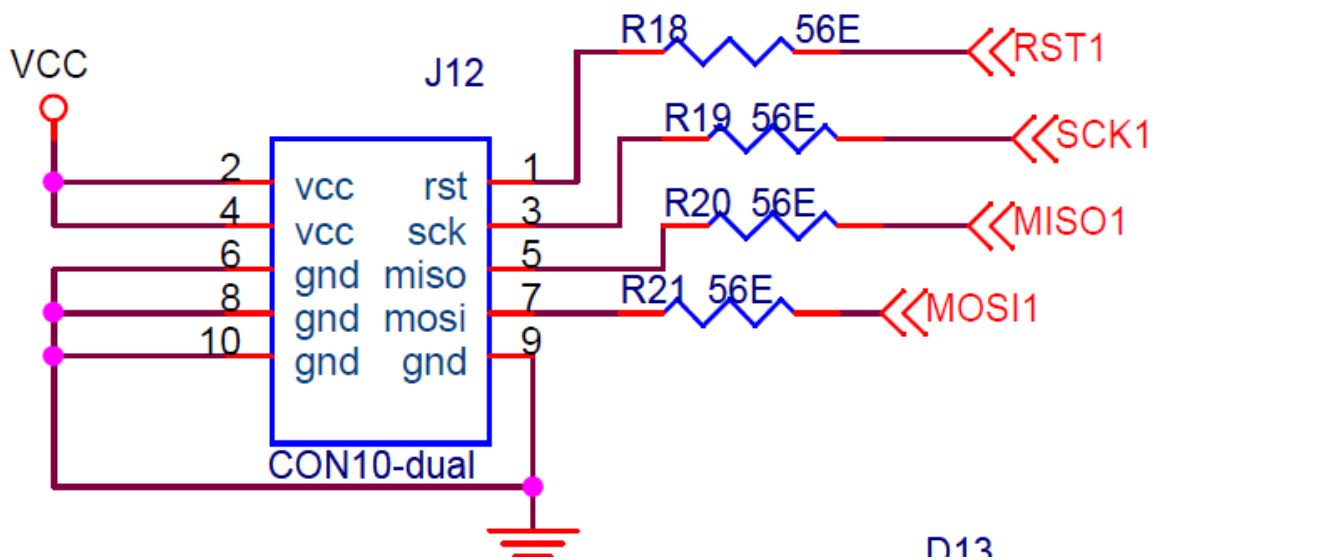 R18 56E RST1
VCC
J12
R19 56E SCK1
2 vcc rst 1
4 vcc sck 3
R20 56E MISO1
6 gnd miso 5
8 gnd mosi 7
R21 56E MOSI1
10 gnd gnd 9
CON10-dual
D13